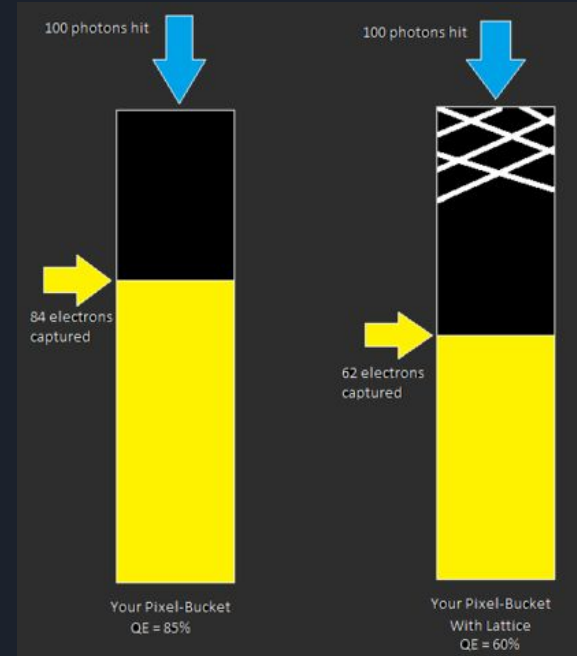 100 photons hit
84 electrons
captured
Your Pixel-Bucket
QE = 85%
100 photons hit
62 electrons
captured
Your Pixel-Bucket
With Lattice
QE = 60%